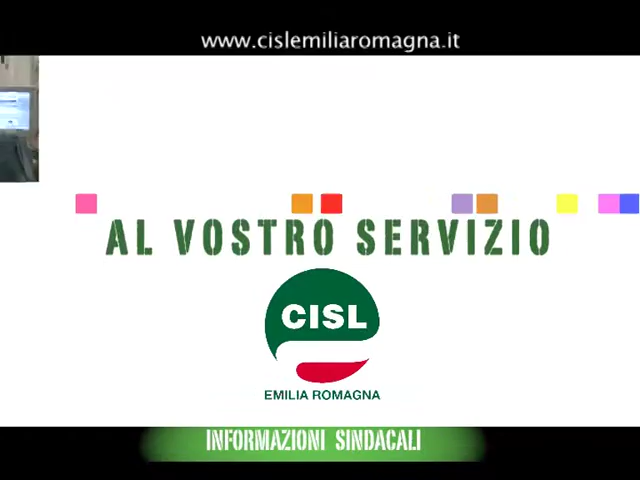 www.cislemiliaromagna.it
AL VOSTRO SERVIZIO
CISL
EMILIA ROMAGNA
INFORMAZIONI SINDACALI